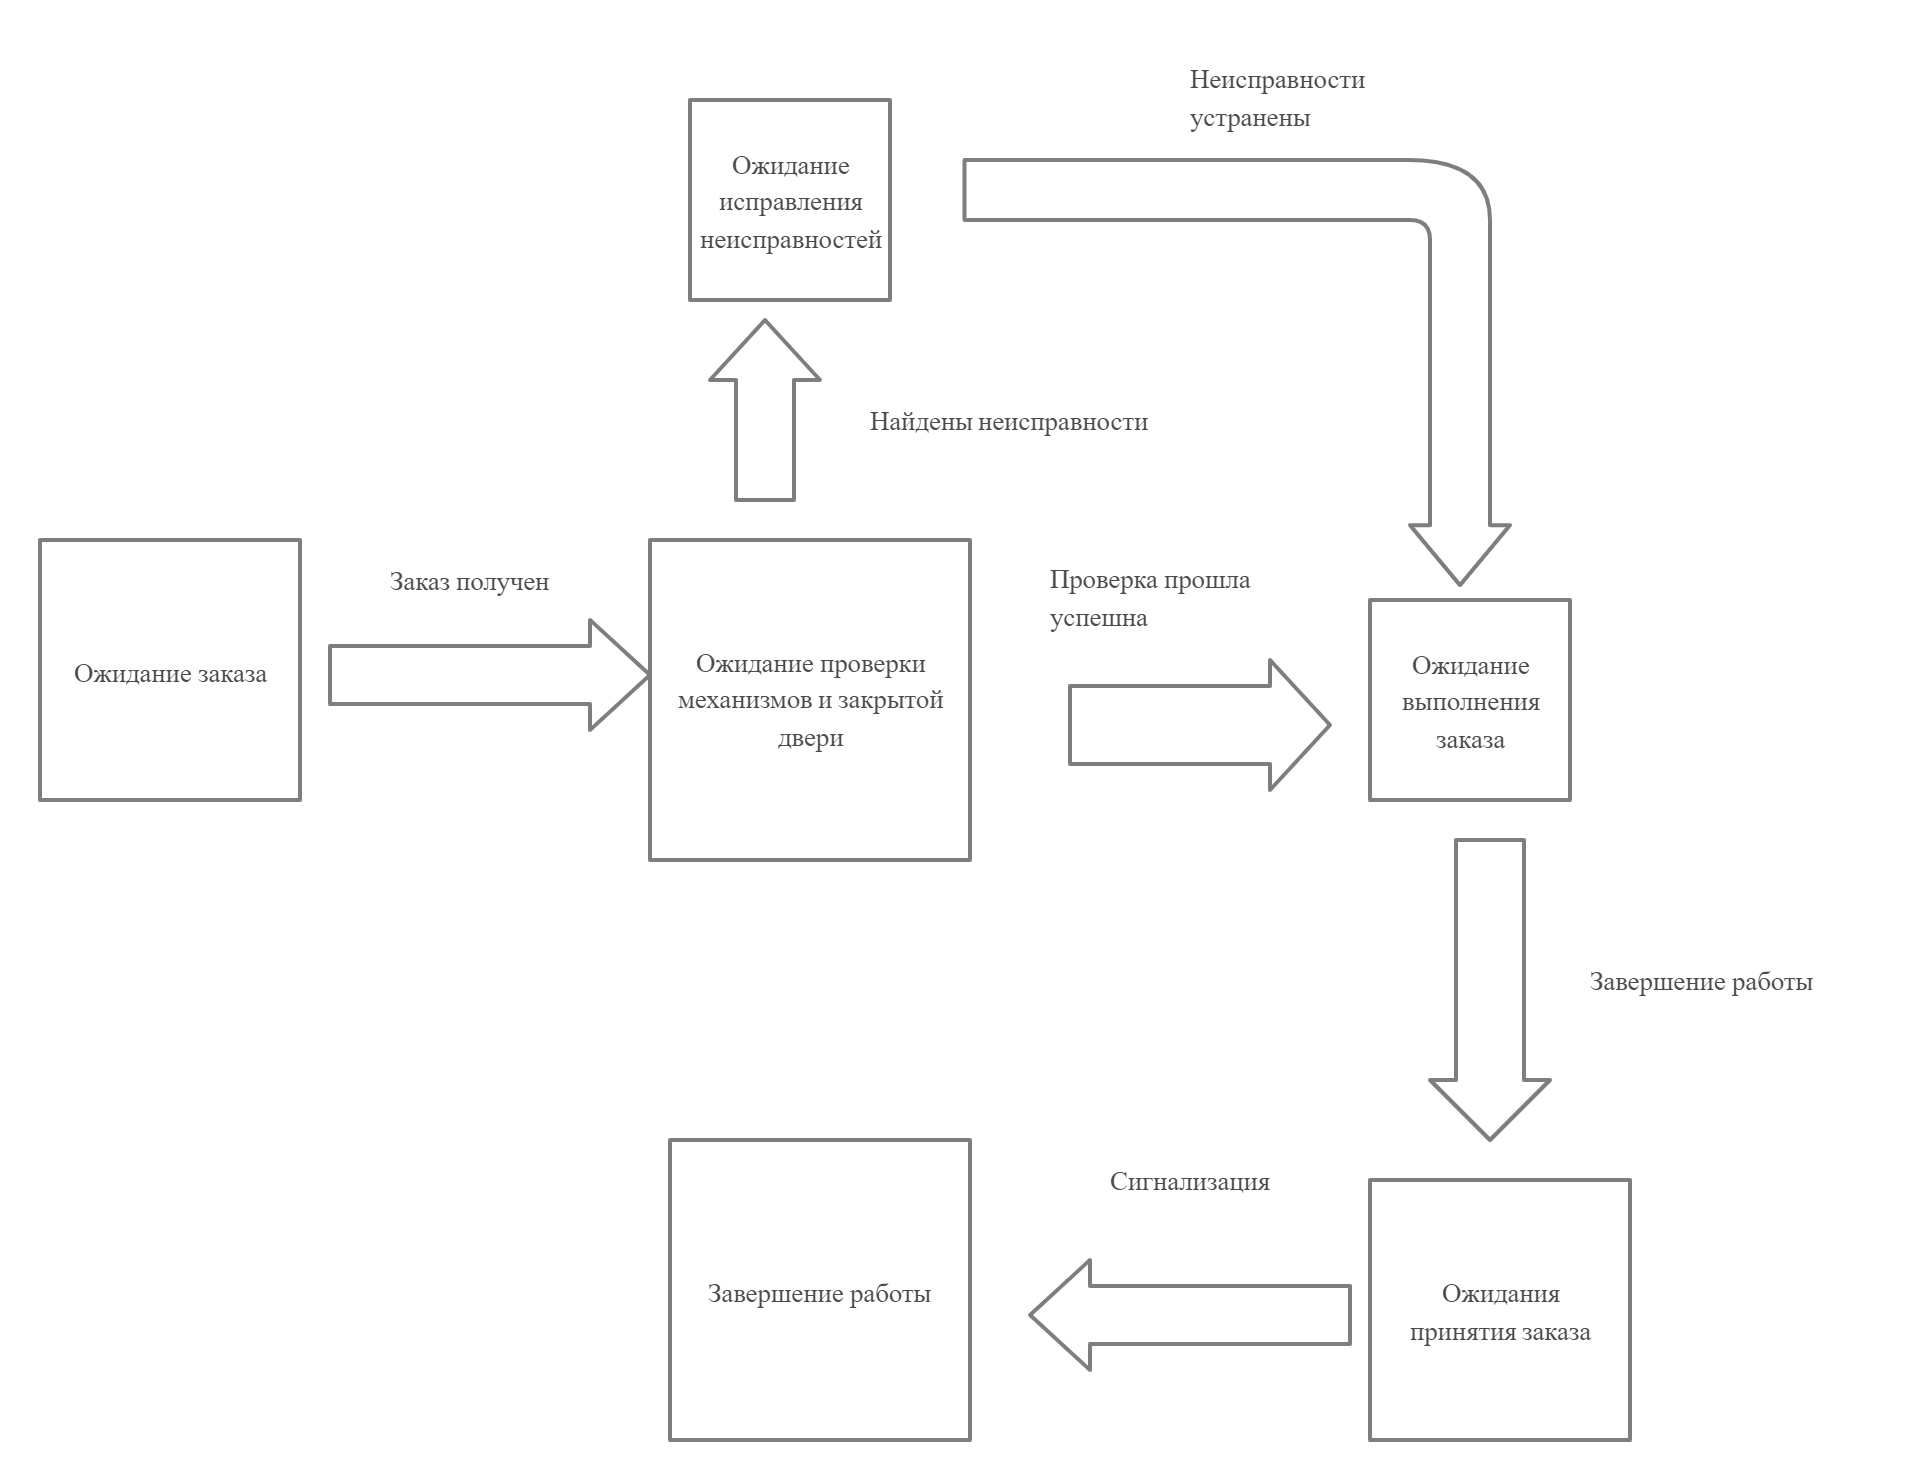 Неисправности
устранены
Ожидание
исправления
неисправностей
Найдены неисправности
Заказ получен
Проверка прошла
успешна
Ожидание заказа
Ожидание проверки
механизмов и закрытой
двери
Ожидание
выполнения
заказа
Завершение работы
Сигнализация
Завершение работы
Ожидания
принятия заказа